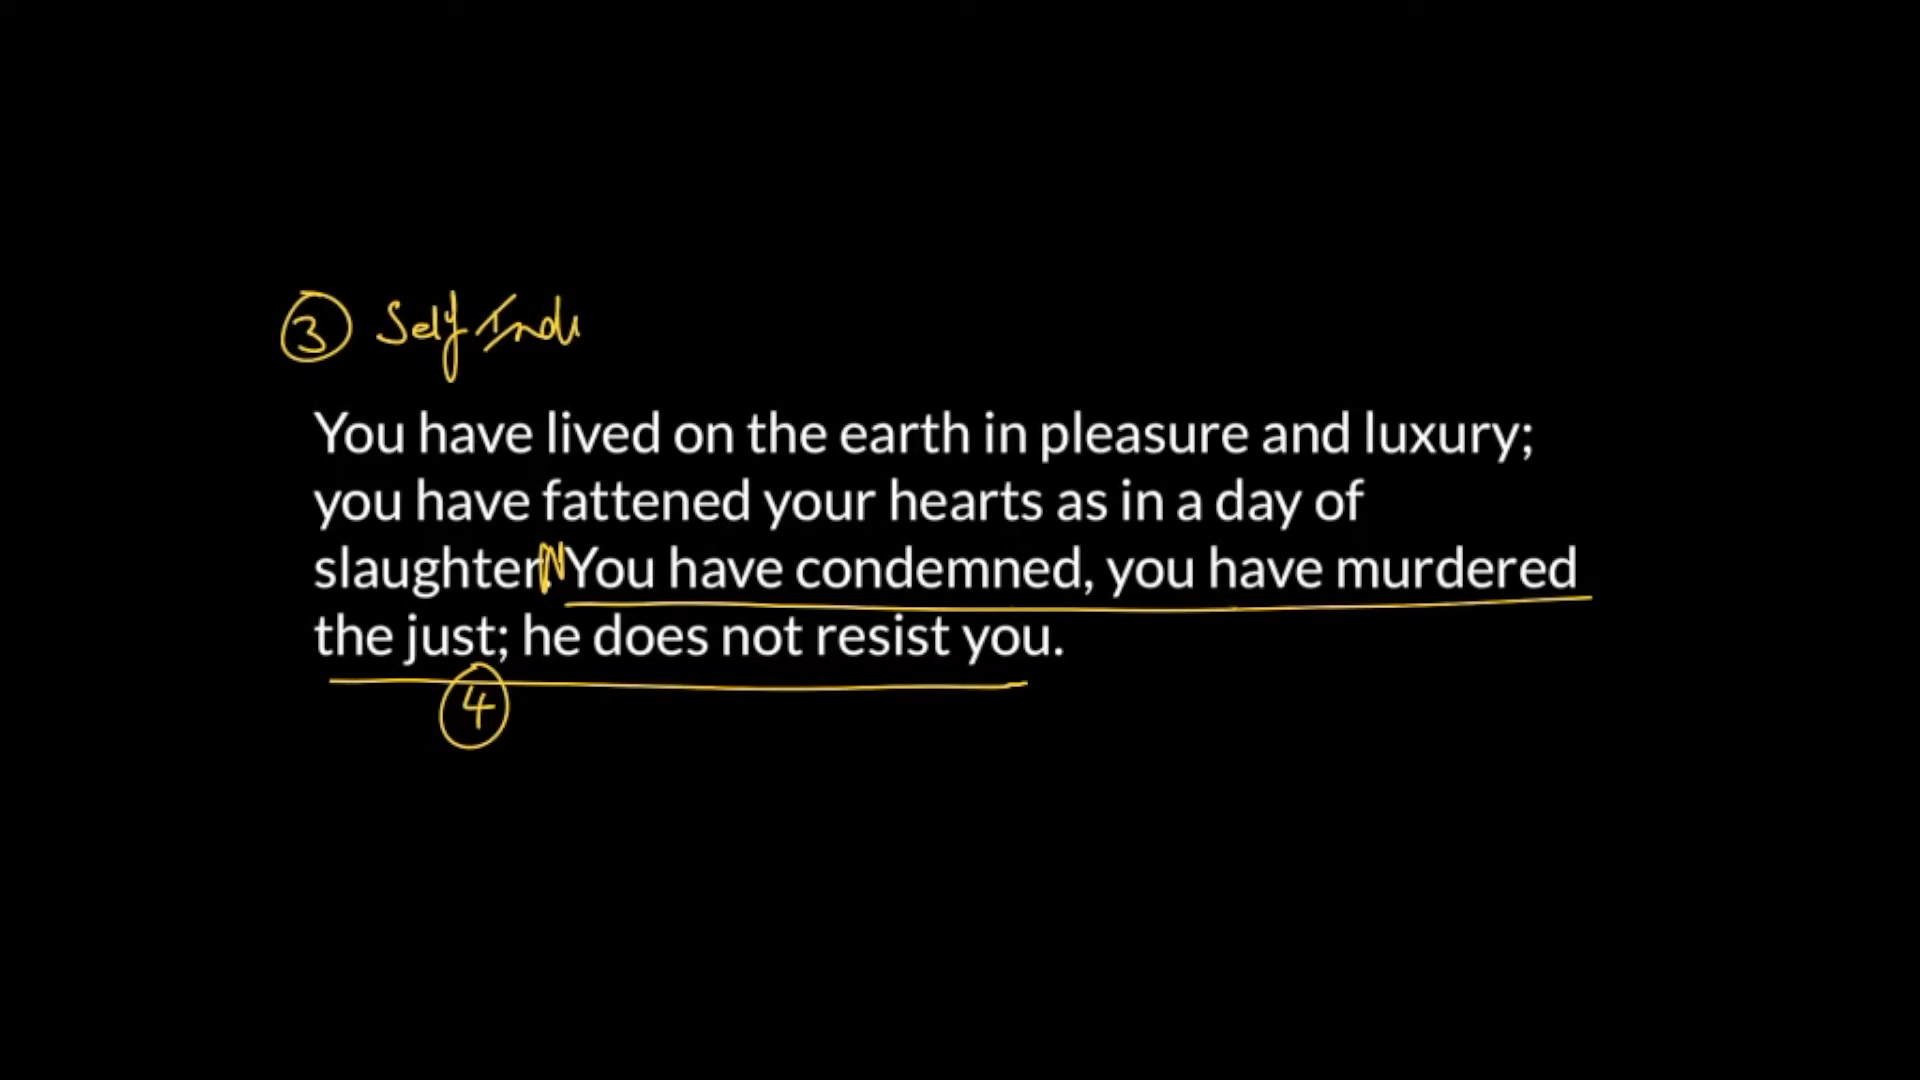 ③ Self Indu
You have lived on the earth in pleasure and luxury;
you have fattened your hearts as in a day of
slaughter. You have condemned, you have murdered
the just; he does not resist you.
④